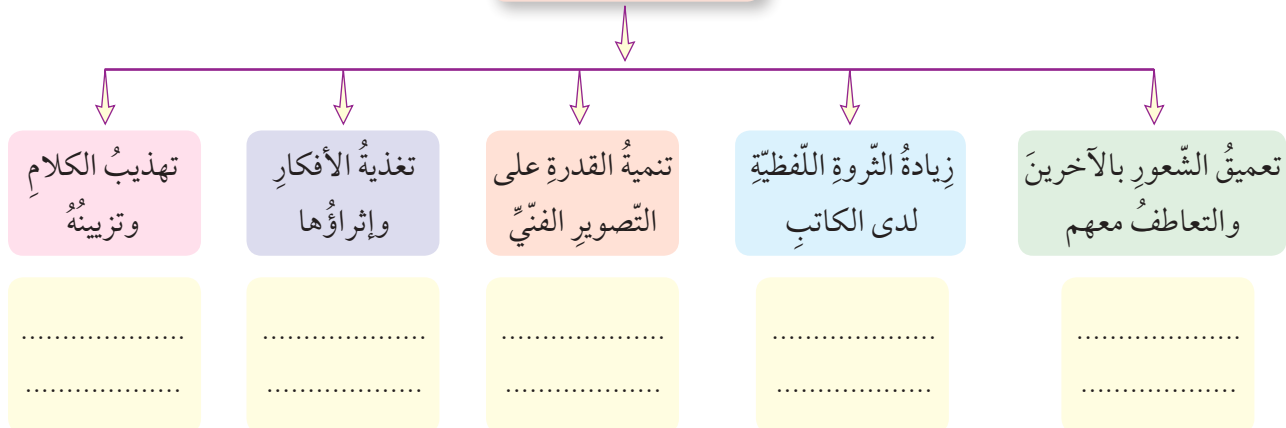 تعميقُ الشّعورِ بالآخرينَ
والتعاطفُ معهم
زِيادةُ الثّروةِ اللّفظيّةِ
لدى الكاتبِ
تنميةُ القدرةِ على
التّصويرِ الفنّيِّ
تغذيةُ الأفكارِ
وإثراؤُها
تهذيبُ الكلامِ
وتزيينُهُ
....................
...................
....................
...................
....................
...................
....................
...................
....................
...................